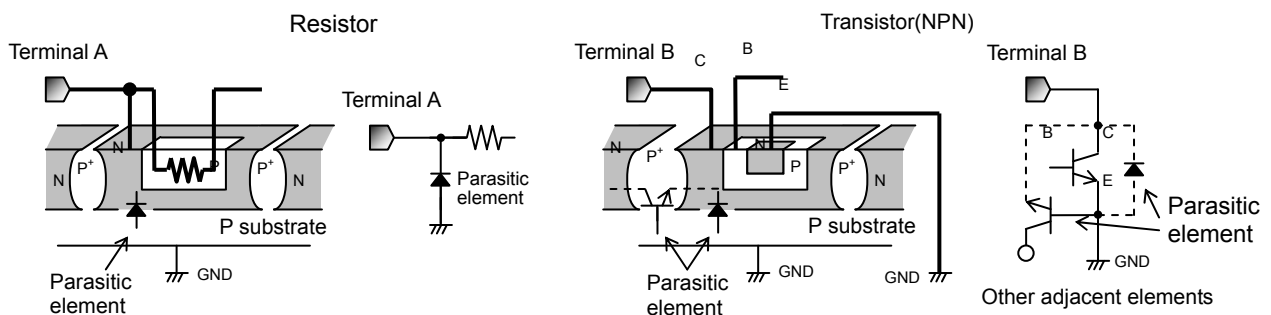 Resistor
Terminal A
N
P⁺
N
P
P⁺
N
P substrate
Parasitic
element
GND
Terminal A
Parasitic
element
Transistor(NPN)
Terminal B
C
B
E
N
P⁺
N
N
P
P⁺
N
P substrate
Parasitic
element
GND
GND
Terminal B
B
C
E
Parasitic
element
GND
Other adjacent elements